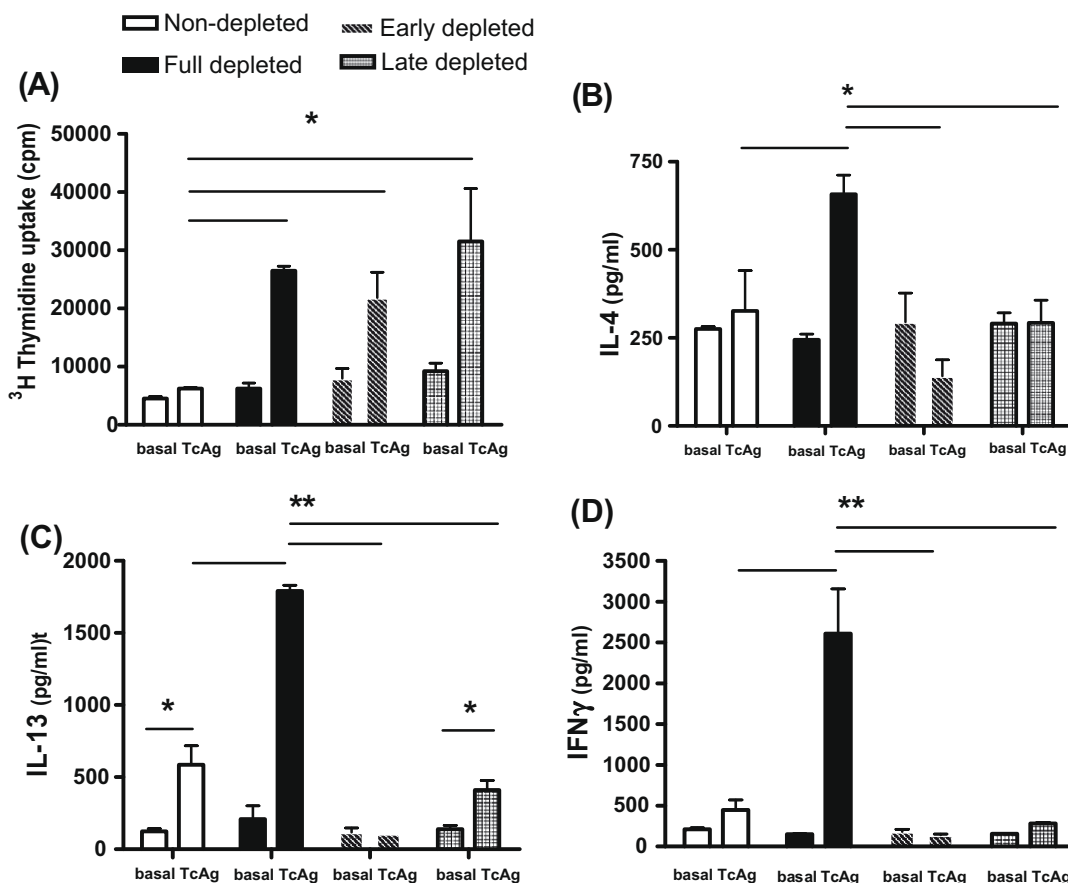 Non-depleted Early depleted
Full depleted Late depleted
(A)
*
3H Thymidine uptake (cpm)
50000
40000
30000
20000
10000
0
basal TcAg basal TcAg basal TcAg basal TcAg
(B)
*
IL-4 (pg/ml)
750
500
250
0
basal TcAg basal TcAg basal TcAg basal TcAg
(C)
**
IL-13 (pg/ml)t
2000
1500
1000
500
0
*
*
basal TcAg basal TcAg basal TcAg basal TcAg
(D)
**
IFNγ (pg/ml)
3500
3000
2500
2000
1500
1000
500
0
basal TcAg basal TcAg basal TcAg basal TcAg